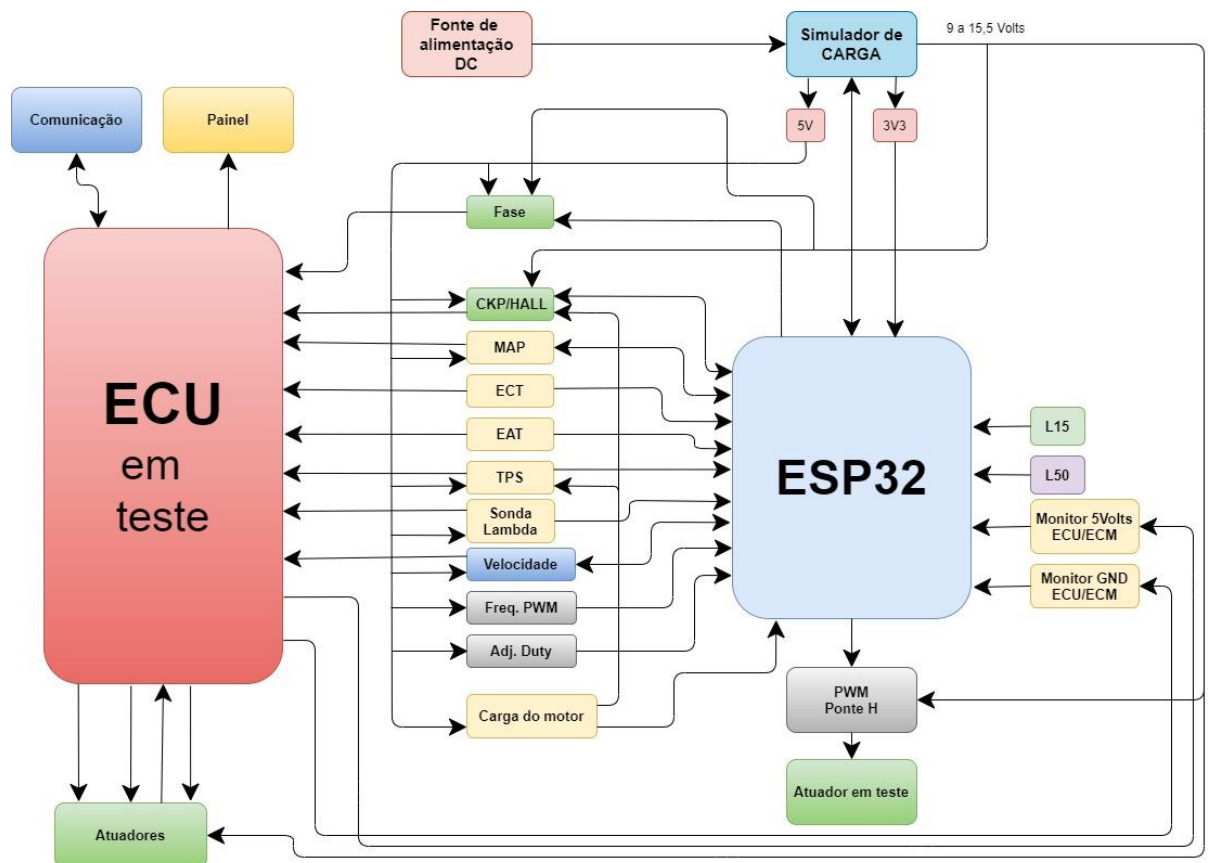 Fonte de
alimentação
DC
Simulador de
CARGA
9 a 15,5 Volts
Comunicação
Painel
5V
3V3
Fase
CKP/HALL
MAP
ECT
EAT
TPS
Sonda
Lambda
Velocidade
Freq. PWM
Adj. Duty
Carga do motor
ECU
em
teste
ESP32
L15
L50
Monitor 5Volts
ECU/ECM
Monitor GND
ECU/ECM
PWM
Ponte H
Atuador em teste
Atuadores